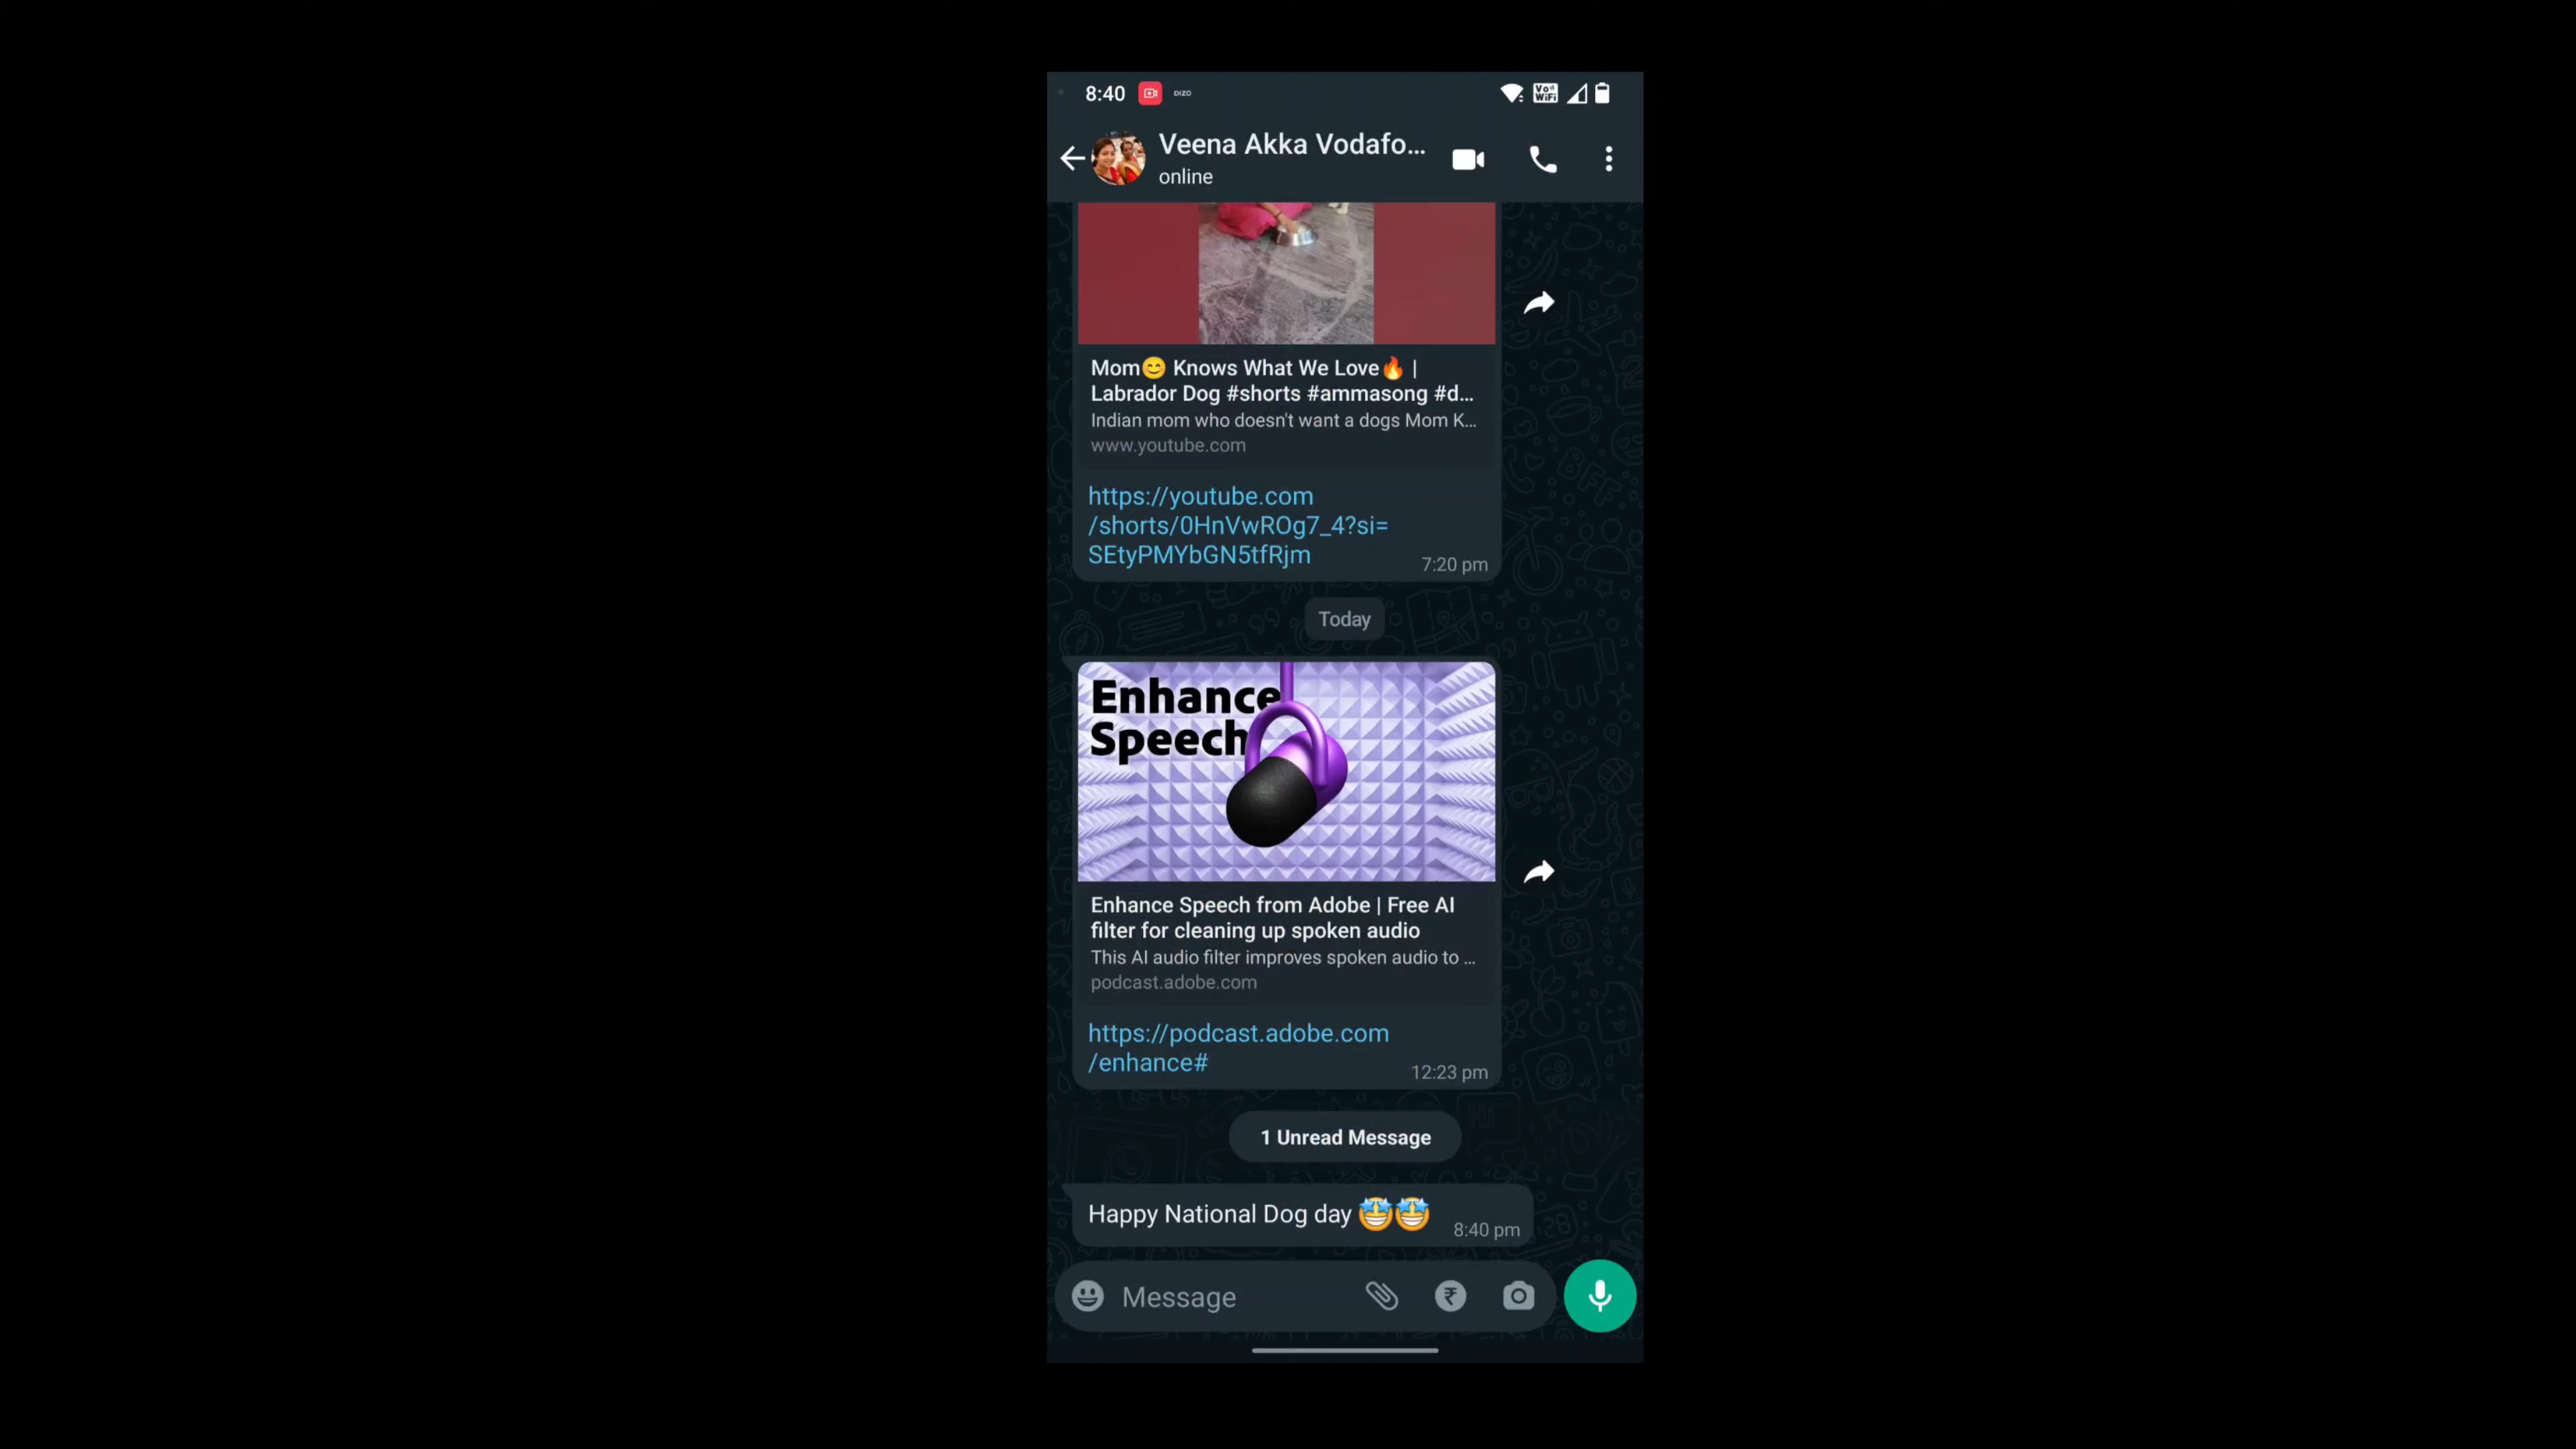 8:40 DIZO Vo WiFi
Veena Akka Vodafo...
online
Mom😊 Knows What We Love🔥 |
Labrador Dog #shorts #ammasong #d...
Indian mom who doesn't want a dogs Mom K...
www.youtube.com
https://youtube.com
/shorts/0HnVwROg7_4?si=
SEtyPMYbGN5tfRjm
7:20 pm
Today
Enhance
Speech
Enhance Speech from Adobe | Free AI
filter for cleaning up spoken audio
This AI audio filter improves spoken audio to ...
podcast.adobe.com
https://podcast.adobe.com
/enhance#
12:23 pm
1 Unread Message
Happy National Dog day 🤩🤩
8:40 pm
Message